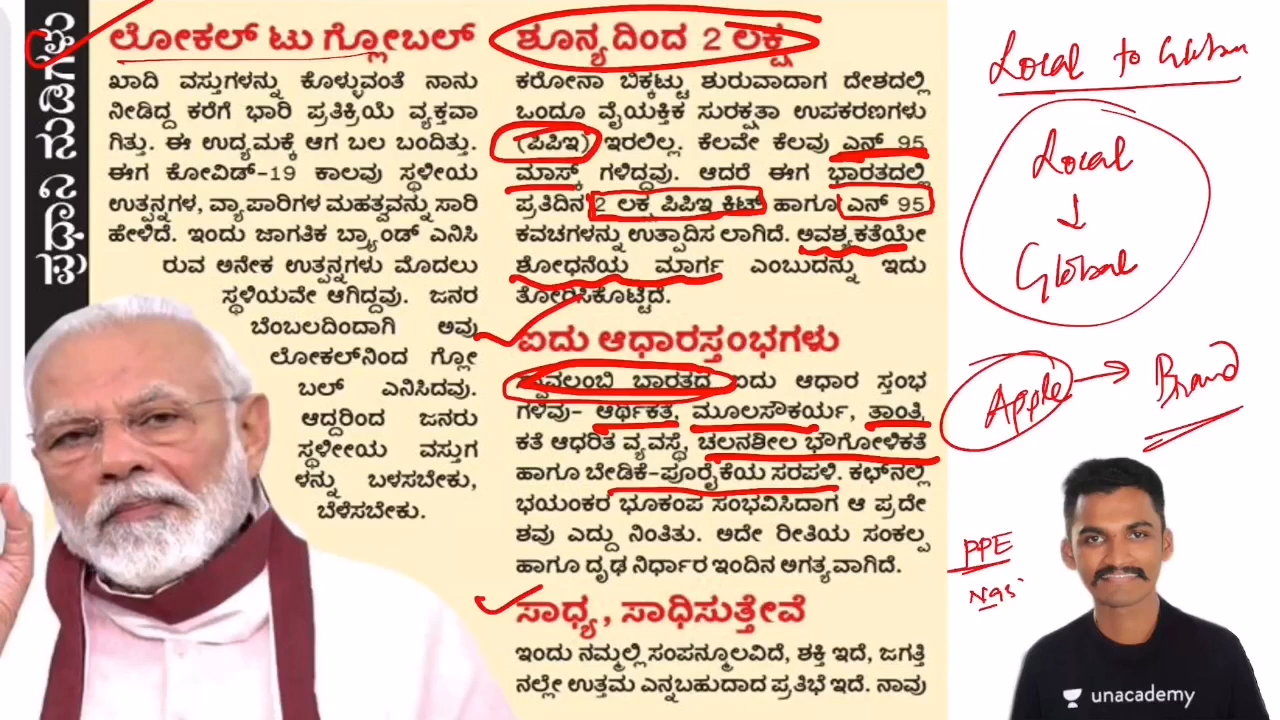 ಪ್ರಧಾನಿ ನುಡಿಗಳು
ಲೋಕಲ್ ಟು ಗ್ಲೋಬಲ್
ಖಾದಿ ವಸ್ತುಗಳನ್ನು ಕೊಳ್ಳುವಂತೆ ನಾನು
ನೀಡಿದ್ದ ಕರೆಗೆ ಭಾರಿ ಪ್ರತಿಕ್ರಿಯೆ ವ್ಯಕ್ತವಾ
ಗಿತ್ತು. ಈ ಉದ್ಯಮಕ್ಕೆ ಆಗ ಬಲ ಬಂದಿತ್ತು.
ಈಗ ಕೋವಿಡ್-19 ಕಾಲವು ಸ್ಥಳೀಯ
ಉತ್ಪನ್ನಗಳ, ವ್ಯಾಪಾರಿಗಳ ಮಹತ್ವವನ್ನು ಸಾರಿ
ಹೇಳಿದೆ. ಇಂದು ಜಾಗತಿಕ ಬ್ರ್ಯಾಂಡ್ ಎನಿಸಿ
ರುವ ಅನೇಕ ಉತ್ಪನ್ನಗಳು ಮೊದಲು
ಸ್ಥಳಿಯವೇ ಆಗಿದ್ದವು. ಜನರ
ಬೆಂಬಲದಿಂದಾಗಿ ಅವು
ಲೋಕಲ್‌ನಿಂದ ಗ್ಲೋ
ಬಲ್ ಎನಿಸಿದವು.
ಆದ್ದರಿಂದ ಜನರು
ಸ್ಥಳೀಯ ವಸ್ತುಗ
ಳನ್ನು ಬಳಸಬೇಕು,
ಬೆಳೆಸಬೇಕು.
ಶೂನ್ಯದಿಂದ 2 ಲಕ್ಷ
ಕರೋನಾ ಬಿಕ್ಕಟ್ಟು ಶುರುವಾದಾಗ ದೇಶದಲ್ಲಿ
ಒಂದೂ ವೈಯಕ್ತಿಕ ಸುರಕ್ಷತಾ ಉಪಕರಣಗಳು
(ಪಿಪಿಇ) ಇರಲಿಲ್ಲ. ಕೆಲವೇ ಕೆಲವು ಎನ್ 95
ಮಾಸ್ಕ್ ಗಳಿದ್ದವು. ಆದರೆ ಈಗ ಭಾರತದಲ್ಲಿ
ಪ್ರತಿದಿನ 2 ಲಕ್ಷ ಪಿಪಿಇ ಕಿಟ್ ಹಾಗೂ ಎನ್ 95
ಕವಚಗಳನ್ನು ಉತ್ಪಾದಿಸ ಲಾಗಿದೆ. ಅವಶ್ಯಕತೆಯೇ
ಶೋಧನೆಯ ಮಾರ್ಗ ಎಂಬುದನ್ನು ಇದು
ತೋರಿಸಿಕೊಟ್ಟಿದೆ.
ಐದು ಆಧಾರಸ್ತಂಭಗಳು
ಸ್ವಾವಲಂಬಿ ಭಾರತದ ಐದು ಆಧಾರ ಸ್ತಂಭ
ಗಳಿವು- ಆರ್ಥಿಕತೆ, ಮೂಲಸೌಕರ್ಯ, ತಾಂತ್ರಿ
ಕತೆ ಆಧರಿತ ವ್ಯವಸ್ಥೆ, ಚಲನಶೀಲ ಭೌಗೋಳಿಕತೆ
ಹಾಗೂ ಬೇಡಿಕೆ-ಪೂರೈಕೆಯ ಸರಪಳಿ. ಕಛ್‌ನಲ್ಲಿ
ಭಯಂಕರ ಭೂಕಂಪ ಸಂಭವಿಸಿದಾಗ ಆ ಪ್ರದೇ
ಶವು ಎದ್ದು ನಿಂತಿತು. ಅದೇ ರೀತಿಯ ಸಂಕಲ್ಪ
ಹಾಗೂ ದೃಢ ನಿರ್ಧಾರ ಇಂದಿನ ಅಗತ್ಯವಾಗಿದೆ.
ಸಾಧ್ಯ, ಸಾಧಿಸುತ್ತೇವೆ
ಇಂದು ನಮ್ಮಲ್ಲಿ ಸಂಪನ್ಮೂಲವಿದೆ, ಶಕ್ತಿ ಇದೆ, ಜಗತ್ತಿ
ನಲ್ಲೇ ಉತ್ತಮ ಎನ್ನಬಹುದಾದ ಪ್ರತಿಭೆ ಇದೆ. ನಾವು
Local to Global
Local
↓
Global
Apple → Brand
PPE
N95
unacademy